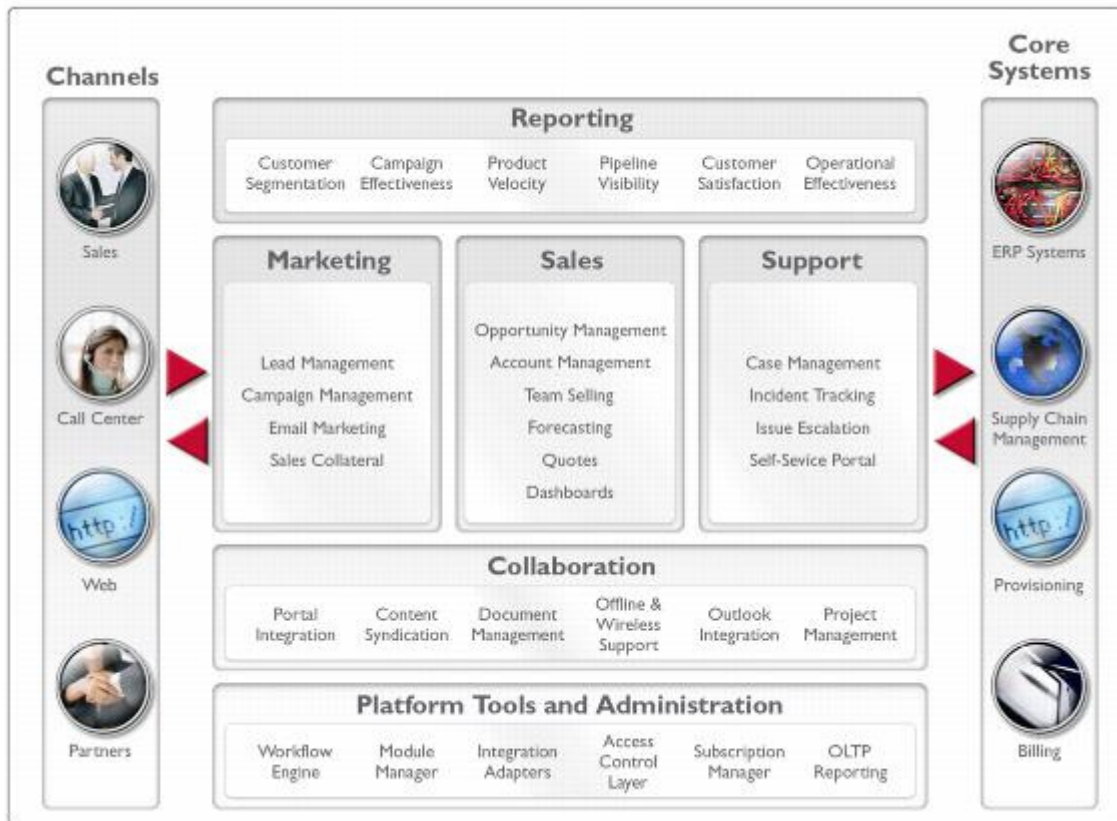 Channels
Sales
Call Center
http://
Web
Partners
Reporting
Customer Campaign Product Pipeline Customer Operational
Segmentation Effectiveness Velocity Visibility Satisfaction Effectiveness
Marketing
Lead Management
Campaign Management
Email Marketing
Sales Collateral
Sales
Opportunity Management
Account Management
Team Selling
Forecasting
Quotes
Dashboards
Support
Case Management
Incident Tracking
Issue Escalation
Self-Sevice Portal
Collaboration
Portal
Integration
Content
Syndication
Document
Management
Offline &
Wireless
Support
Outlook
Integration
Project
Management
Platform Tools and Administration
Workflow
Engine
Module
Manager
Integration
Adapters
Access
Control
Layer
Subscription
Manager
OLTP
Reporting
Core
Systems
ERP Systems
Supply Chain
Management
http:/
Provisioning
Billing